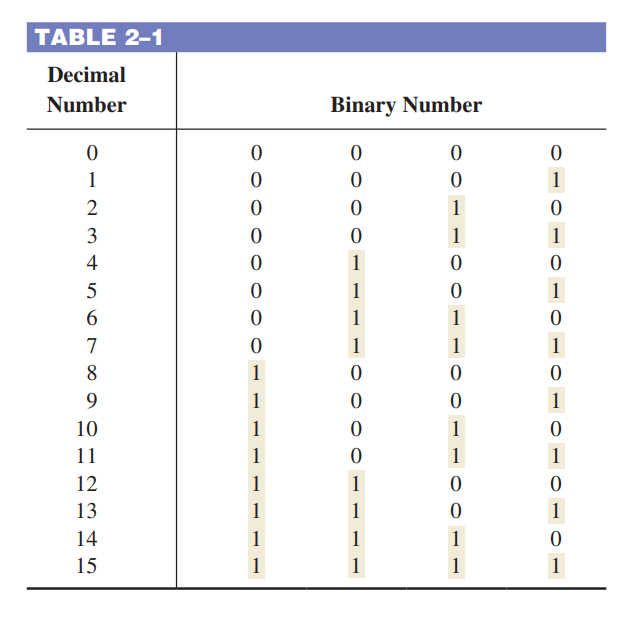 TABLE 2–1
Decimal
Number Binary Number
0 0 0 0 0
1 0 0 0 1
2 0 0 1 0
3 0 0 1 1
4 0 1 0 0
5 0 1 0 1
6 0 1 1 0
7 0 1 1 1
8 1 0 0 0
9 1 0 0 1
10 1 0 1 0
11 1 0 1 1
12 1 1 0 0
13 1 1 0 1
14 1 1 1 0
15 1 1 1 1